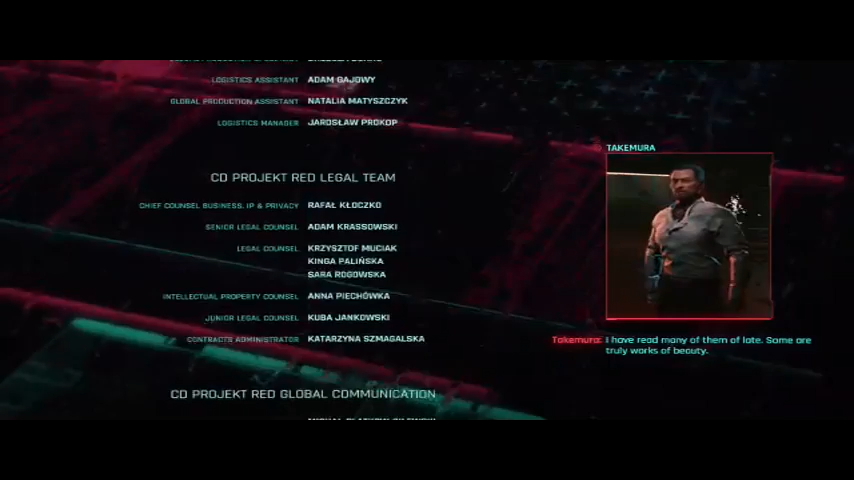 LOGISTICS ASSISTANT ADAM GAJOWY
GLOBAL PRODUCTION ASSISTANT NATALIA MATYSZCZYK
LOGISTICS MANAGER JAROSŁAW PROKOP
CD PROJEKT RED LEGAL TEAM
CHIEF COUNSEL BUSINESS, IP & PRIVACY RAFAŁ KŁOCZKO
SENIOR LEGAL COUNSEL ADAM KRASSOWSKI
LEGAL COUNSEL KRZYSZTOF MUCIAK
KINGA PALIŃSKA
SARA ROGOWSKA
INTELLECTUAL PROPERTY COUNSEL ANNA PIECHÓWKA
JUNIOR LEGAL COUNSEL KUBA JANKOWSKI
CONTRACTS ADMINISTRATOR KATARZYNA SZMAGALSKA
CD PROJEKT RED GLOBAL COMMUNICATION
TAKEMURA
Takemura: I have read many of them of late. Some are
truly works of beauty.